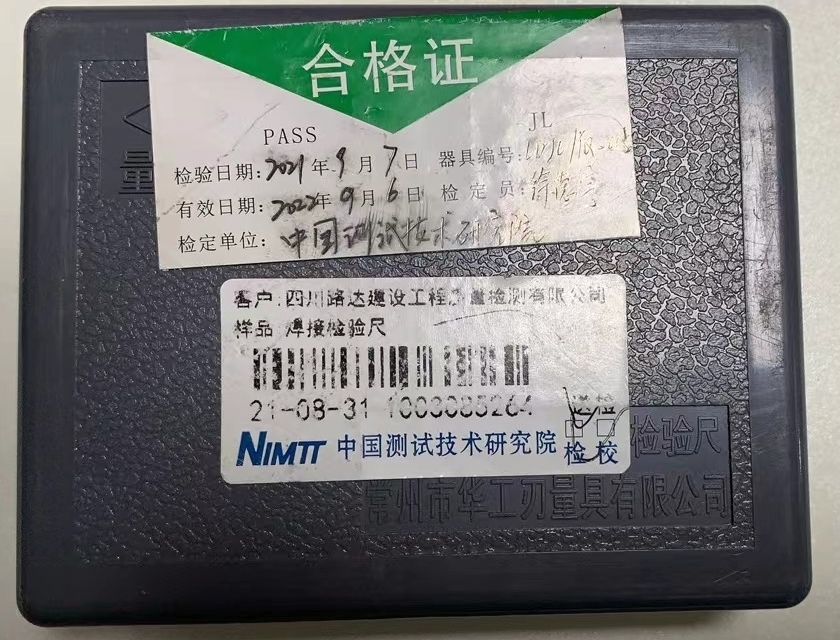 合格证
PASS
JL
检验日期:2021年9月7日 器具编号:
有效日期:2022年9月6日 检定员:
检定单位: 中国测试技术研究院
客户:四川路达建设工程质量检测有限公司
样品 焊接检验尺
21-08-31 1003085264 送检
NIMTT 中国测试技术研究院 检校
量
检验尺
常州市华工刃量具有限公司